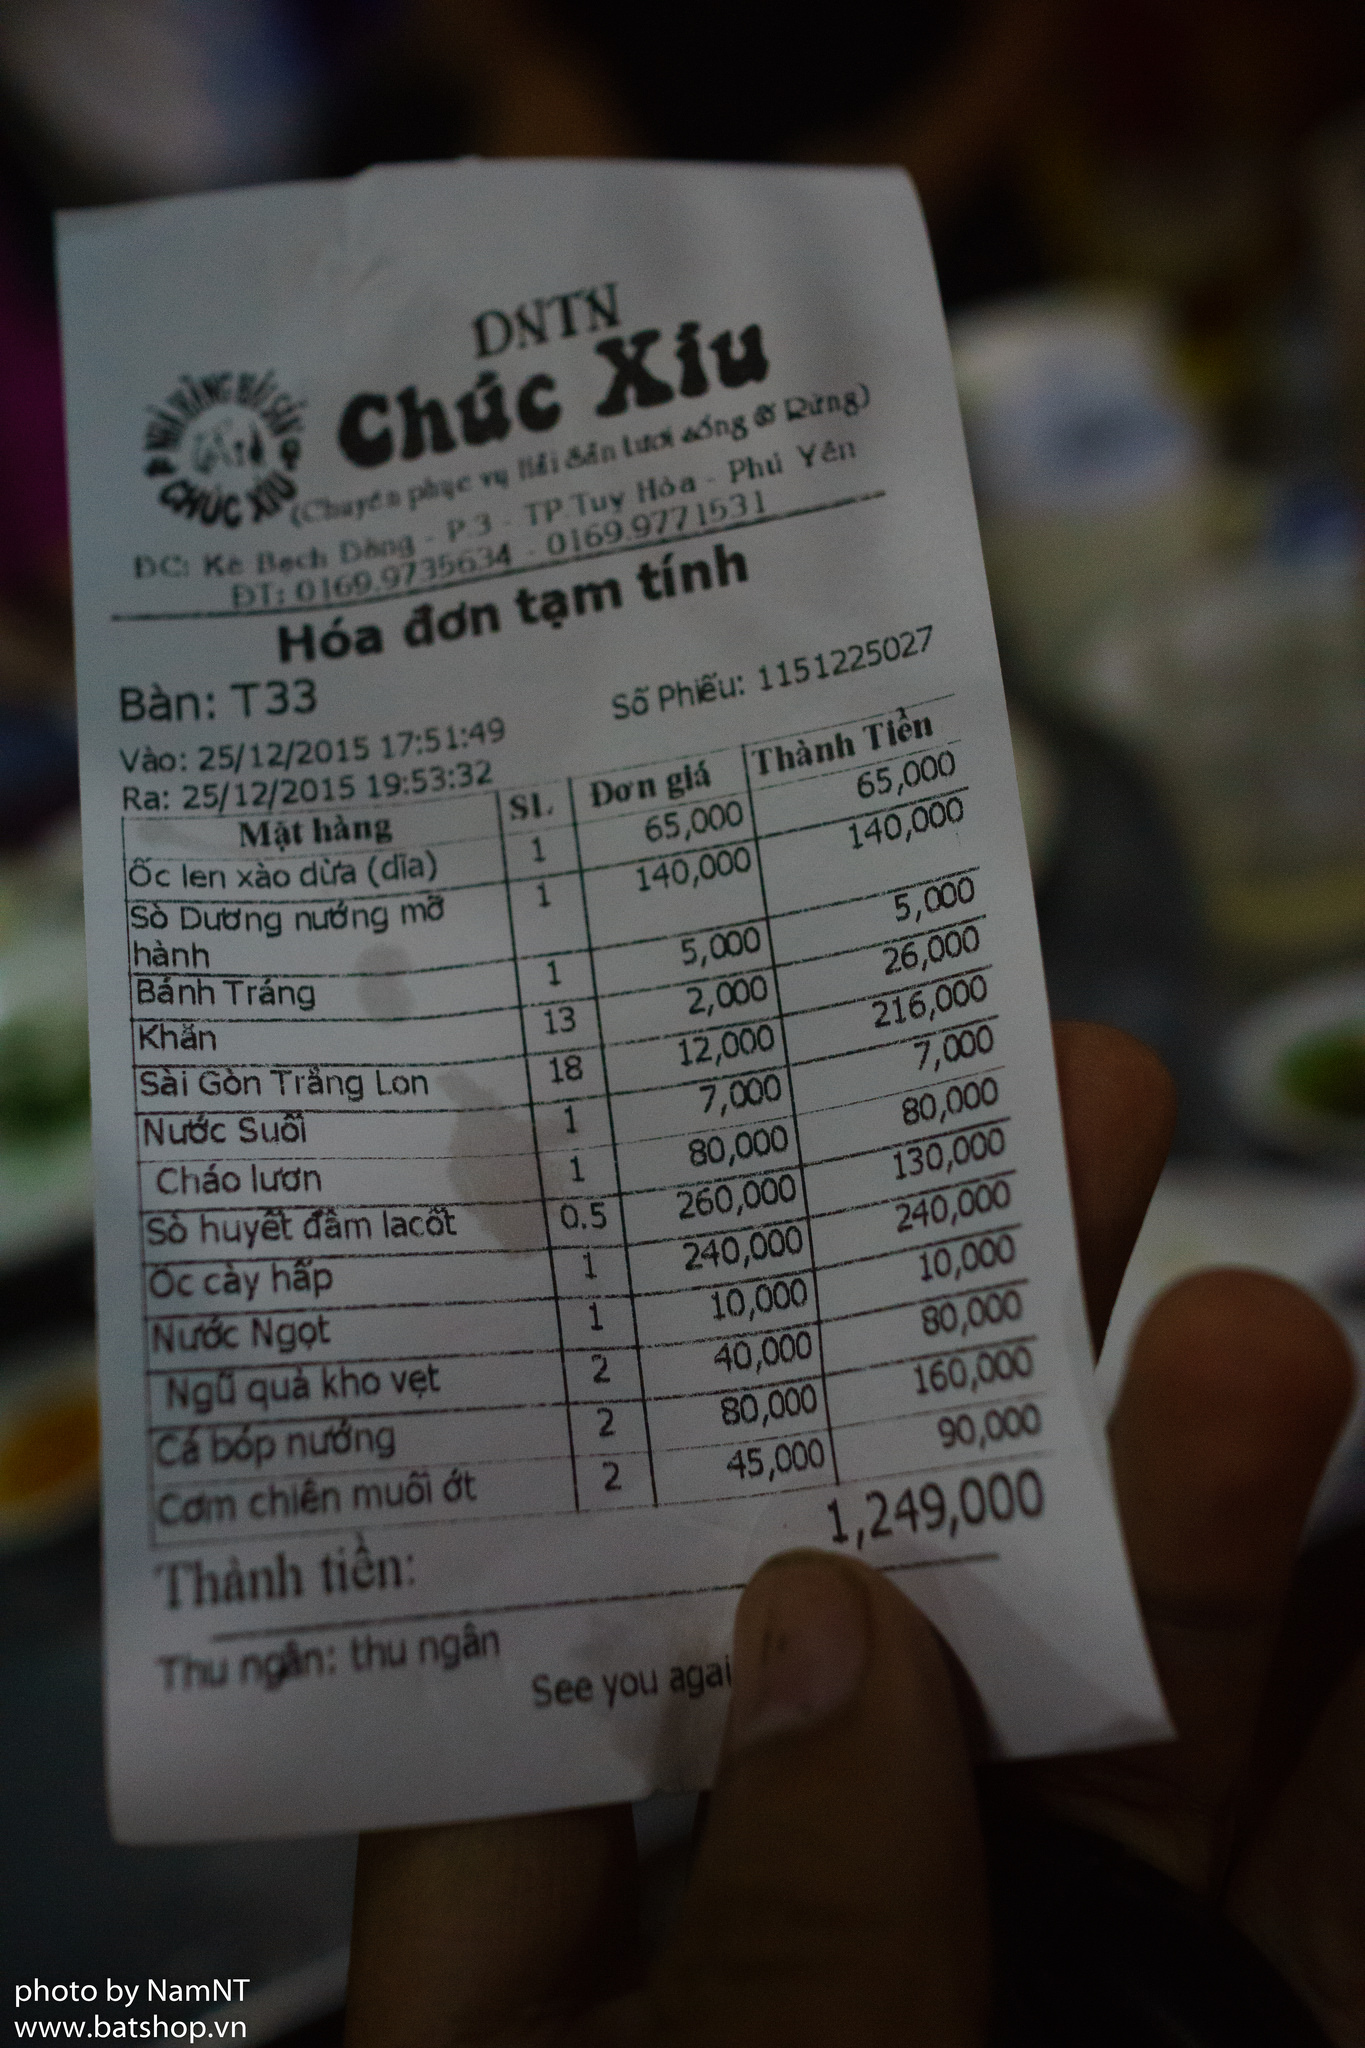 DNTN
Chúc Xíu
NHÀ HÀNG HẢI SẢN
CHÚC XÍU
(Chuyên phục vụ Hải Sản tươi sống & Rừng)
ĐC: Kè Bạch Đằng - P.3 - TP.Tuy Hòa - Phú Yên
ĐT: 0169.9735634 - 0169.9771531
Hóa đơn tạm tính
Bàn: T33 Số Phiếu: 1151225027
Vào: 25/12/2015 17:51:49
Ra: 25/12/2015 19:53:32
Mặt hàng SL Đơn giá Thành Tiền
Ốc len xào dừa (dĩa) 1 65,000 65,000
Sò Dương nướng mỡ 1 140,000 140,000
hành
Bánh Tráng 1 5,000 5,000
Khăn 13 2,000 26,000
Sài Gòn Trắng Lon 18 12,000 216,000
Nước Suối 1 7,000 7,000
Cháo lươn 1 80,000 80,000
Sò huyết đầm lacốt 0.5 260,000 130,000
Ốc cày hấp 1 240,000 240,000
Nước Ngọt 1 10,000 10,000
Ngũ quả kho vẹt 2 40,000 80,000
Cá bóp nướng 2 80,000 160,000
Cơm chiên muối ớt 2 45,000 90,000
Thành tiền: 1,249,000
Thu ngân: thu ngân
See you agai
photo by NamNT
www.batshop.vn